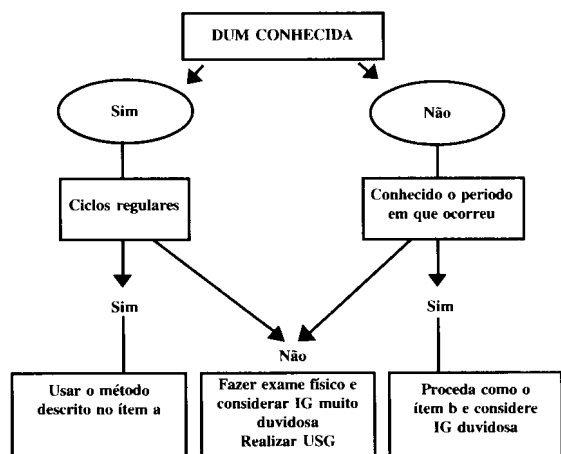 DUM CONHECIDA
Sim
Não
Ciclos regulares
Conhecido o periodo
em que ocorreu
Sim
Sim
Não
Usar o método
descrito no ítem a
Fazer exame físico e
considerar IG muito
duvidosa
Realizar USG
Proceda como o
ítem b e considere
IG duvidosa